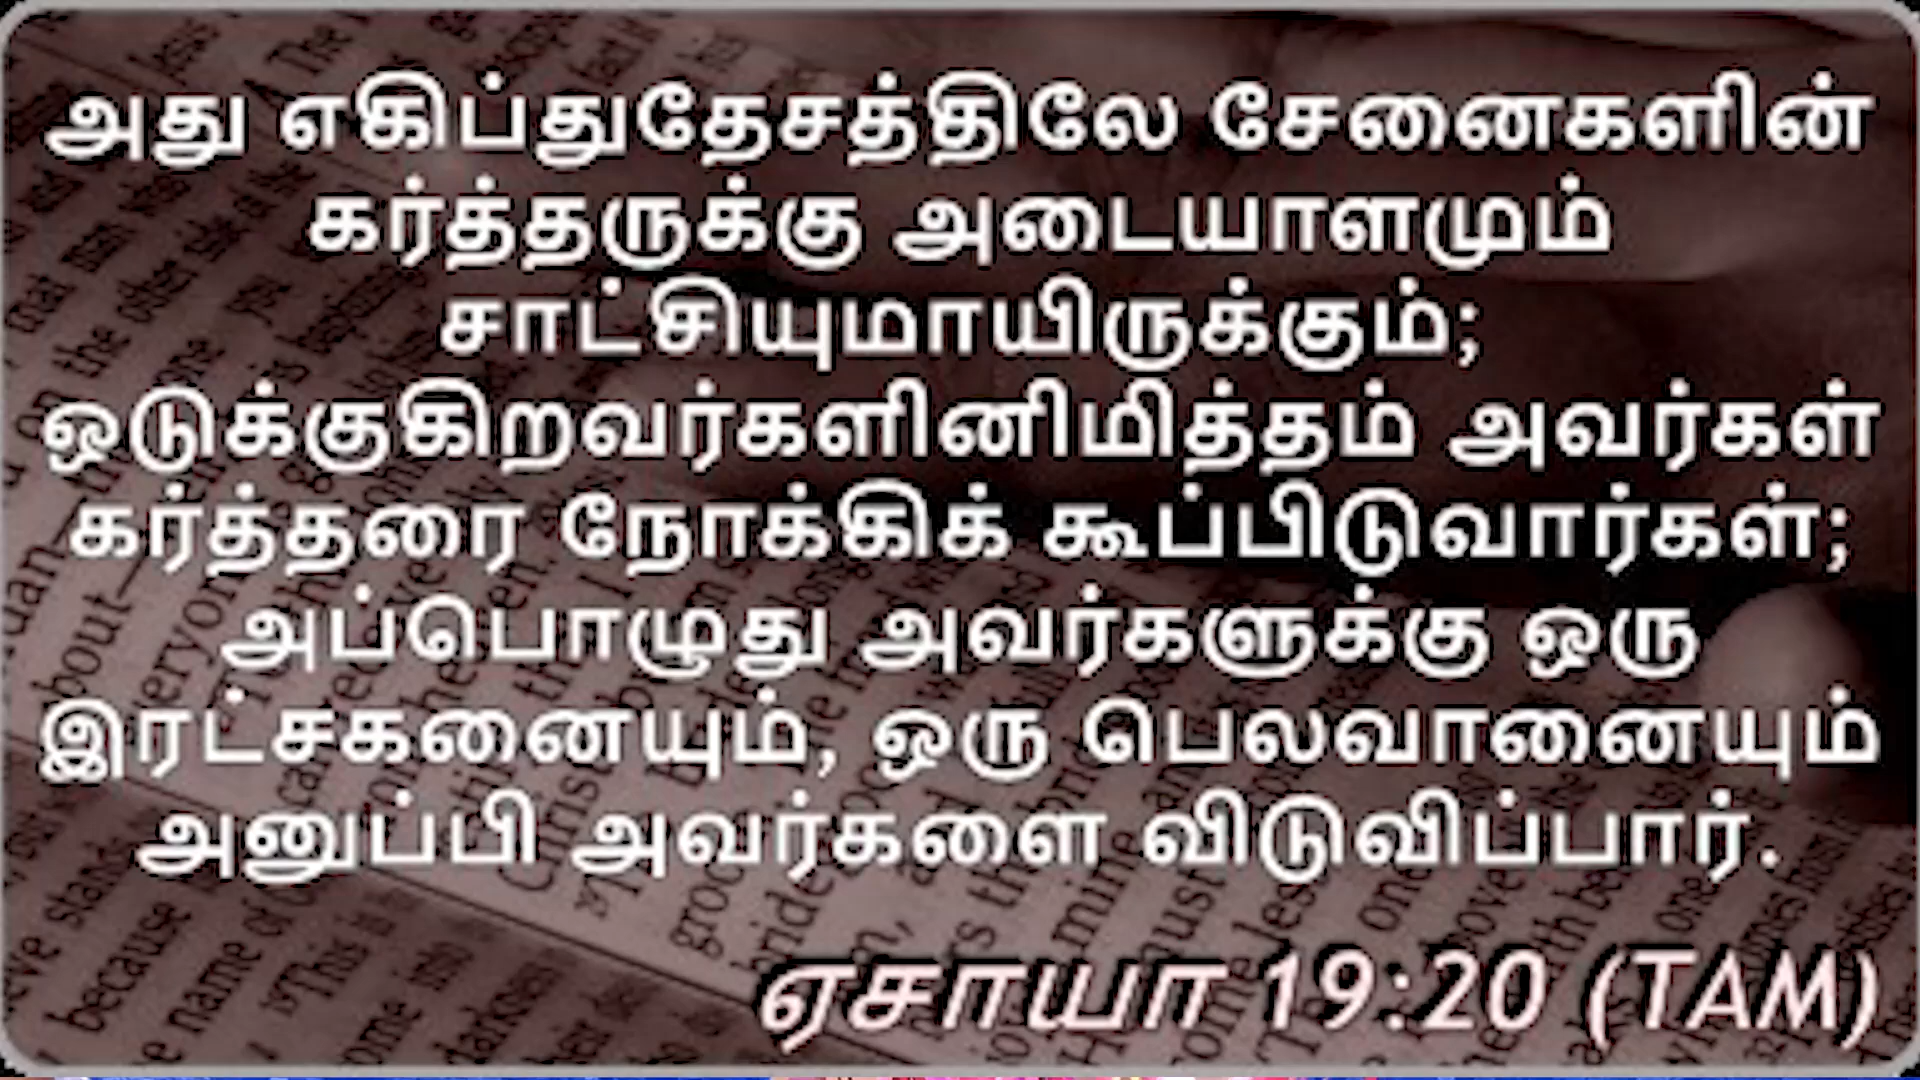 அது எகிப்துதேசத்திலே சேனைகளின்
கர்த்தருக்கு அடையாளமும்
சாட்சியுமாயிருக்கும்;
ஒடுக்குகிறவர்களினிமித்தம் அவர்கள்
கர்த்தரை நோக்கிக் கூப்பிடுவார்கள்;
அப்பொழுது அவர்களுக்கு ஒரு
இரட்சகனையும், ஒரு பெலவானையும்
அனுப்பி அவர்களை விடுவிப்பார்.
ஏசாயா 19:20 (TAM)